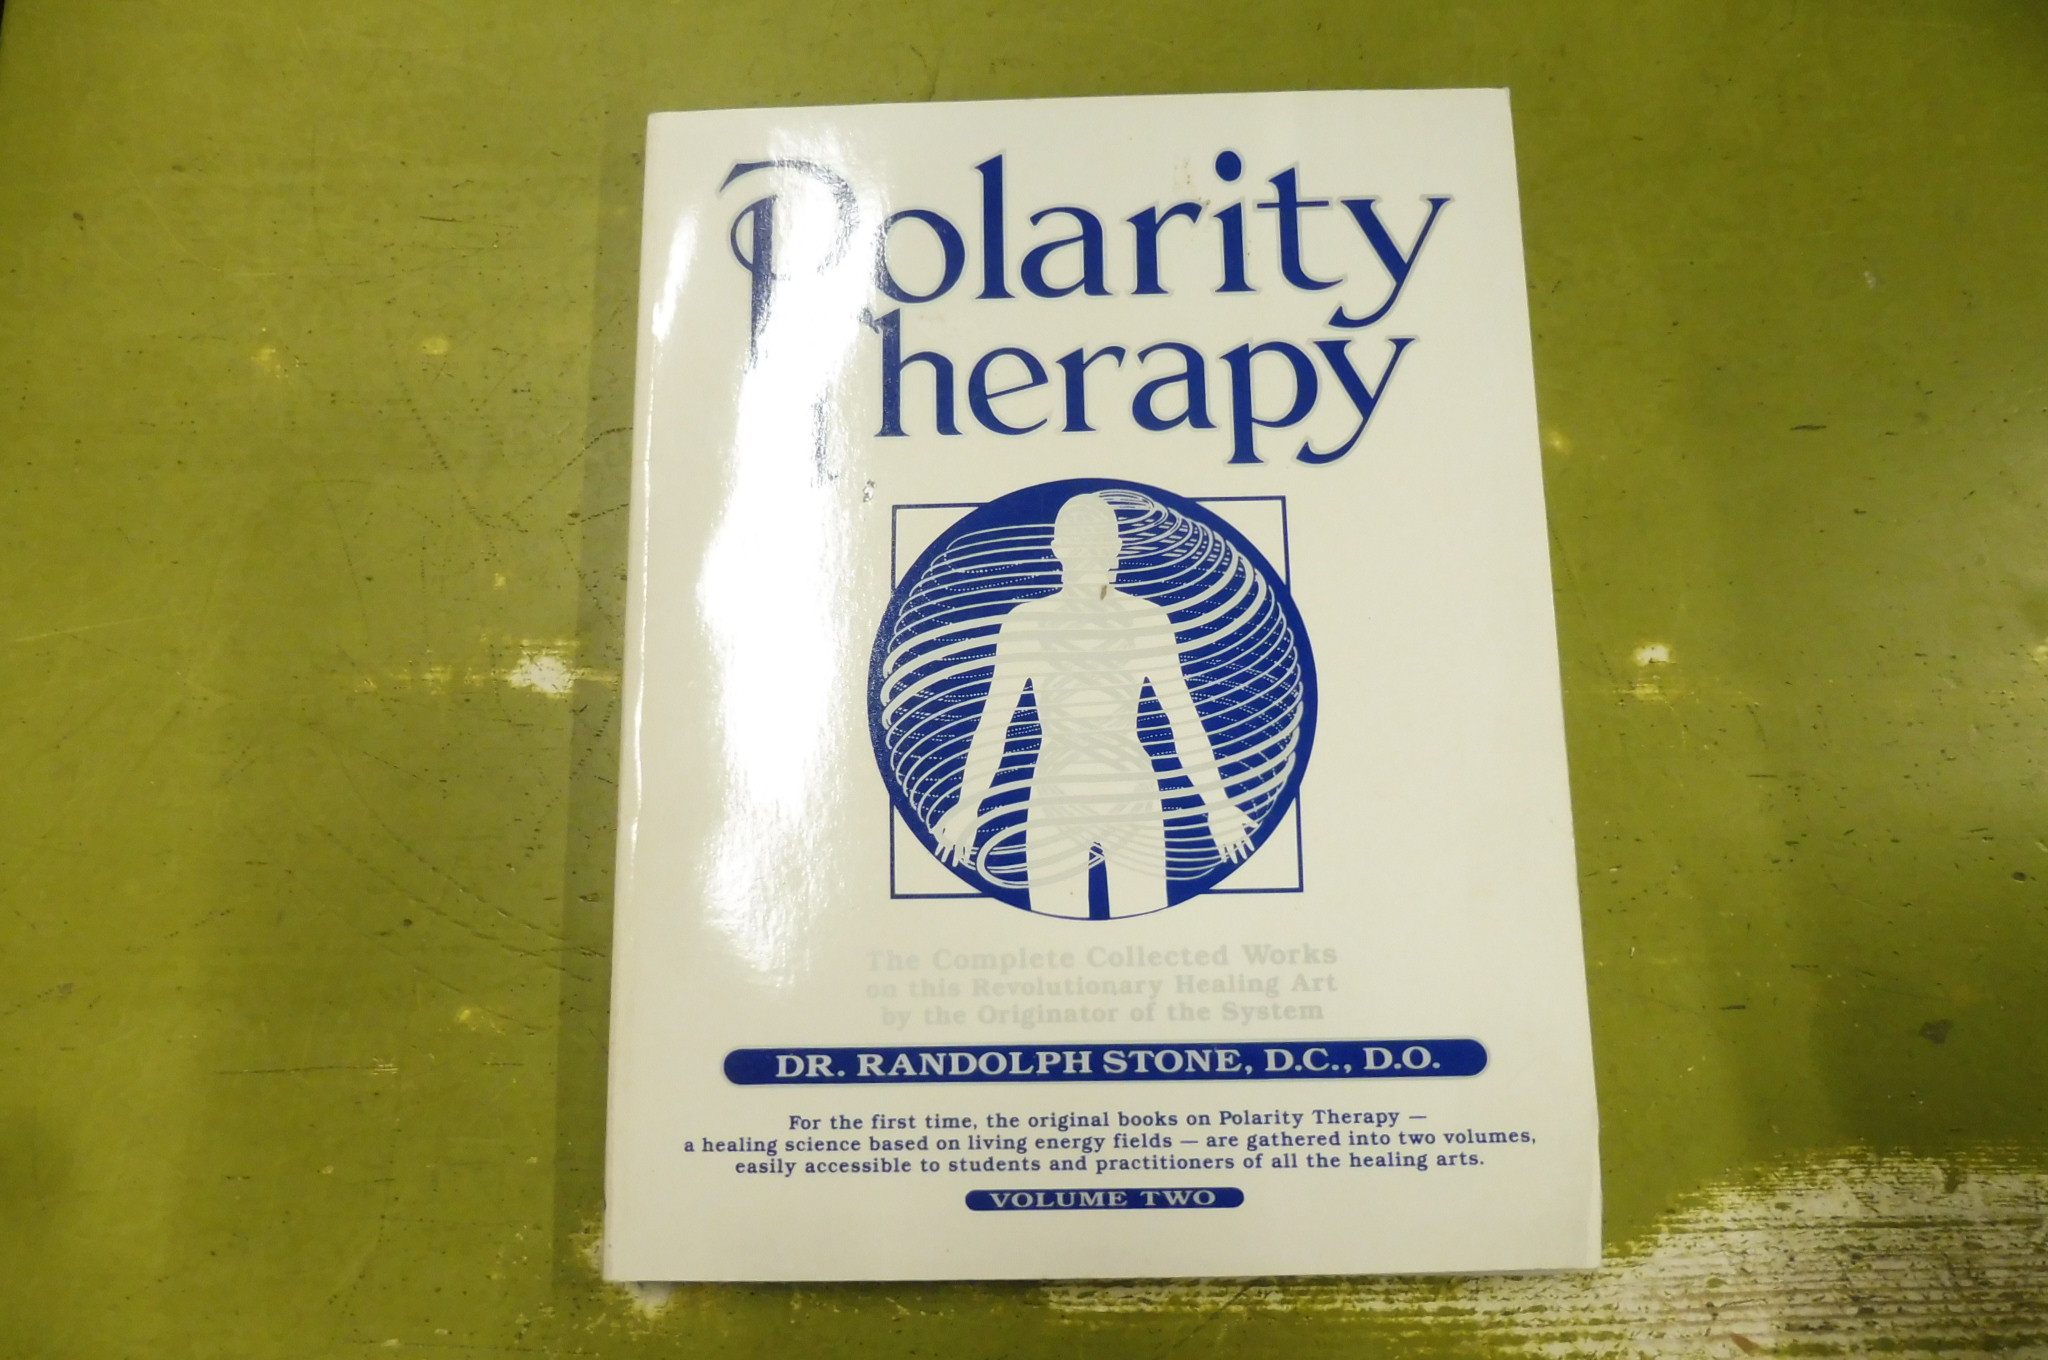 Polarity
Therapy
The Complete Collected Works
on this Revolutionary Healing Art
by the Originator of the System
DR. RANDOLPH STONE, D.C., D.O.
For the first time, the original books on Polarity Therapy —
a healing science based on living energy fields — are gathered into two volumes,
easily accessible to students and practitioners of all the healing arts.
VOLUME TWO